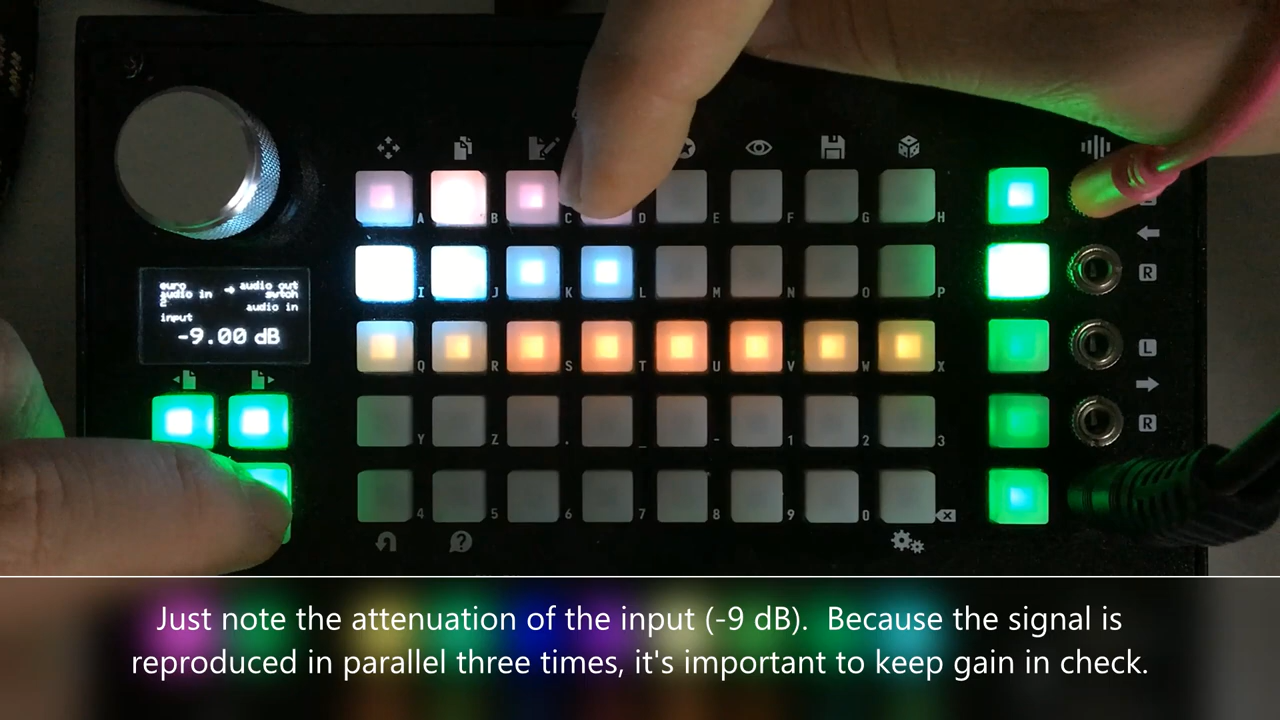 euro
audio in
→ audio out
swtch
audio in
input
-9.00 dB
A B C D E F G H
I J K L M N O P
Q R S T U V W X
Y Z . _ - 1 2 3
4 5 6 7 8 9 0
R
L
R
Just note the attenuation of the input (-9 dB). Because the signal is
reproduced in parallel three times, it's important to keep gain in check.